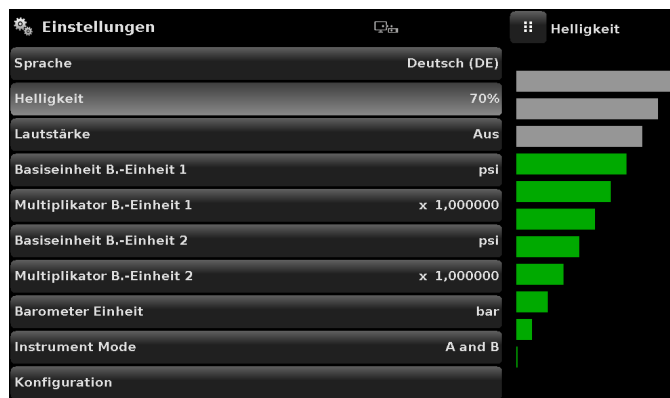 Einstellungen
Helligkeit
Sprache Deutsch (DE)
Helligkeit 70%
Lautstärke Aus
Basiseinheit B.-Einheit 1 psi
Multiplikator B.-Einheit 1 x 1,000000
Basiseinheit B.-Einheit 2 psi
Multiplikator B.-Einheit 2 x 1,000000
Barometer Einheit bar
Instrument Mode A and B
Konfiguration